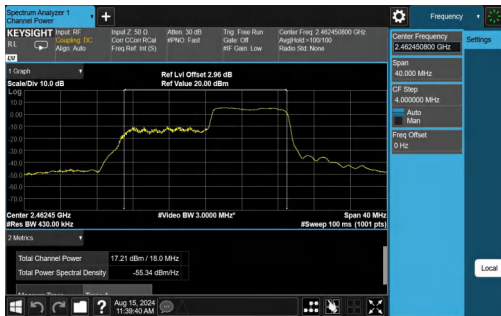 Spectrum Analyzer 1
Channel Power
Frequency
KEYSIGHT
RL
Input: RF
Coupling: DC
Align: Auto
Input Z: 50 Ω
Corr CCorr RCal
Freq Ref: Int (S)
Atten: 30 dB
#PNO: Fast
Trig: Free Run
Gate: Off
#IF Gain: Low
Center Freq: 2.462450800 GHz
Avg|Hold:>100/100
Radio Std: None
1 Graph
Scale/Div 10.0 dB
Ref Lvl Offset 2.96 dB
Ref Value 20.00 dBm
Log
10.0
0.00
-10.0
-20.0
-30.0
-40.0
-50.0
-60.0
-70.0
Center 2.46245 GHz
#Res BW 430.00 kHz
#Video BW 3.0000 MHz*
Span 40 MHz
#Sweep 100 ms (1001 pts)
2 Metrics
Total Channel Power
17.21 dBm / 18.0 MHz
Total Power Spectral Density
-55.34 dBm/Hz
?
Aug 15, 2024
11:39:40 AM
Center Frequency
2.462450800 GHz
Span
40.000 MHz
CF Step
4.000000 MHz
Auto
Man
Freq Offset
0 Hz
Settings
Local